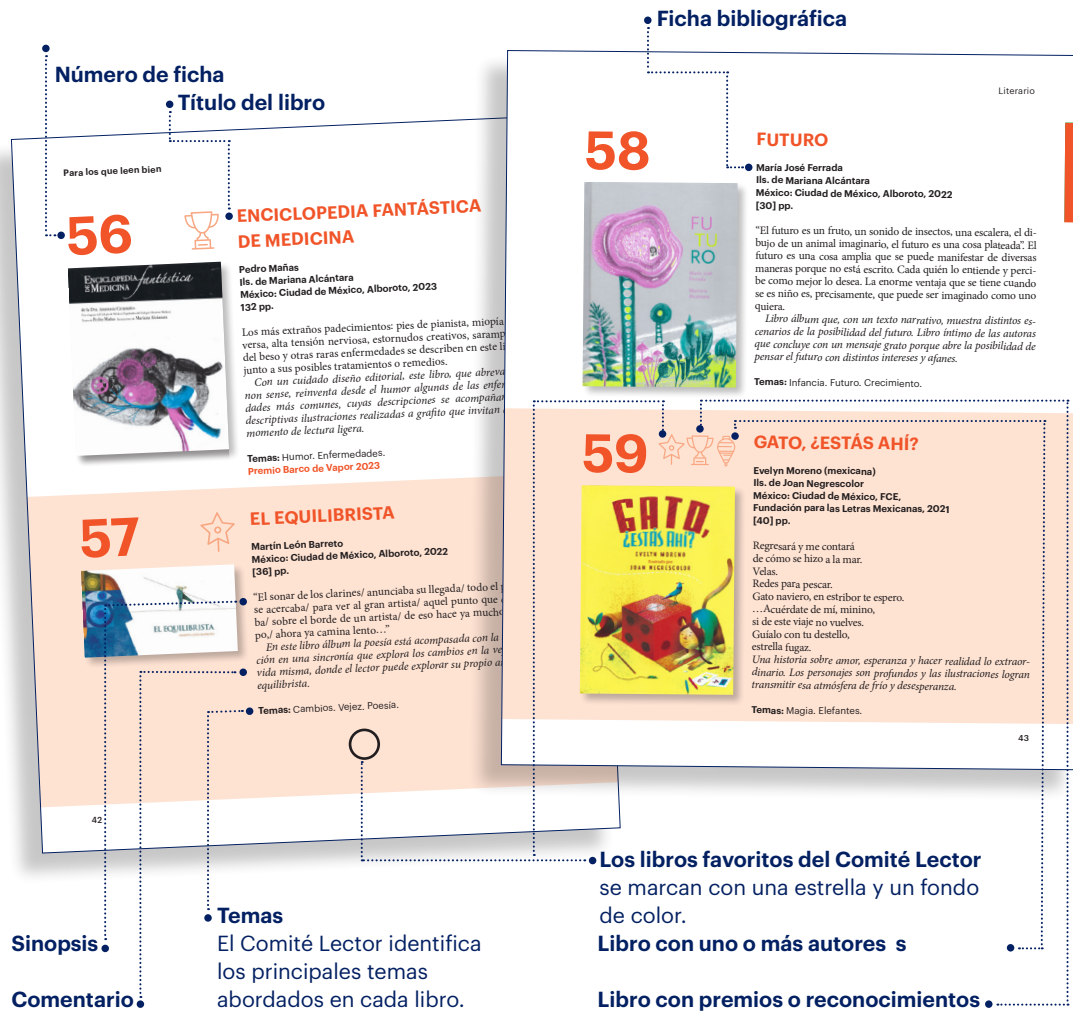 Ficha bibliográfica
Número de ficha
Título del libro
Para los que leen bien
56
ENCICLOPEDIA FANTÁSTICA
DE MEDICINA
ENCICLOPEDIA fantástica
DE MEDICINA
Pedro Mañas
Ils. de Mariana Alcántara
México: Ciudad de México, Alboroto, 2023
132 pp.
Los más extraños padecimientos: pies de pianista, miopía
versa, alta tensión nerviosa, estornudos creativos, saramp
del beso y otras raras enfermedades se describen en este li
junto a sus posibles tratamientos o remedios.
Con un cuidado diseño editorial, este libro, que abreva
non sense, reinventa desde el humor algunas de las enfer
dades más comunes, cuyas descripciones se acompañan
descriptivas ilustraciones realizadas a grafito que invitan
momento de lectura ligera.
Temas: Humor. Enfermedades.
Premio Barco de Vapor 2023
57
EL EQUILIBRISTA
EL EQUILIBRISTA
Martín León Barreto
México: Ciudad de México, Alboroto, 2022
[36] pp.
“El sonar de los clarines/ anunciaba su llegada/ todo el p
se acercaba/ para ver al gran artista/ aquel punto que
ba/ sobre el borde de un artista/ de eso hace ya mucho
po,/ ahora ya camina lento…”
En este libro álbum la poesía está acompasada con la
ción en una sincronía que explora los cambios en la ve
vida misma, donde el lector puede explorar su propio a
equilibrista.
Temas: Cambios. Vejez. Poesía.
42
Literario
58
FUTURO
FU
TU
RO
María José Ferrada
Ils. de Mariana Alcántara
México: Ciudad de México, Alboroto, 2022
[30] pp.
“El futuro es un fruto, un sonido de insectos, una escalera, el di-
bujo de un animal imaginario, el futuro es una cosa plateada”. El
futuro es una cosa amplia que se puede manifestar de diversas
maneras porque no está escrito. Cada quién lo entiende y perci-
be como mejor lo desea. La enorme ventaja que se tiene cuando
se es niño es, precisamente, que puede ser imaginado como uno
quiera.
Libro álbum que, con un texto narrativo, muestra distintos es-
cenarios de la posibilidad del futuro. Libro íntimo de las autoras
que concluye con un mensaje grato porque abre la posibilidad de
pensar el futuro con distintos intereses y afanes.
Temas: Infancia. Futuro. Crecimiento.
59
GATO, ¿ESTÁS AHÍ?
GATO,
¿ESTÁS AHÍ?
EVELYN MORENO
JOAN NEGRESCOLOR
Evelyn Moreno (mexicana)
Ils. de Joan Negrescolor
México: Ciudad de México, FCE,
Fundación para las Letras Mexicanas, 2021
[40] pp.
Regresará y me contará
de cómo se hizo a la mar.
Velas.
Redes para pescar.
Gato naviero, en estribor te espero.
…Acuérdate de mí, minino,
si de este viaje no vuelves.
Guíalo con tu destello,
estrella fugaz.
Una historia sobre amor, esperanza y hacer realidad lo extraor-
dinario. Los personajes son profundos y las ilustraciones logran
transmitir esa atmósfera de frío y desesperanza.
Temas: Magia. Elefantes.
43
Sinopsis
Comentario
Temas
El Comité Lector identifica
los principales temas
abordados en cada libro.
Los libros favoritos del Comité Lector
se marcan con una estrella y un fondo
de color.
Libro con uno o más autores s
Libro con premios o reconocimientos